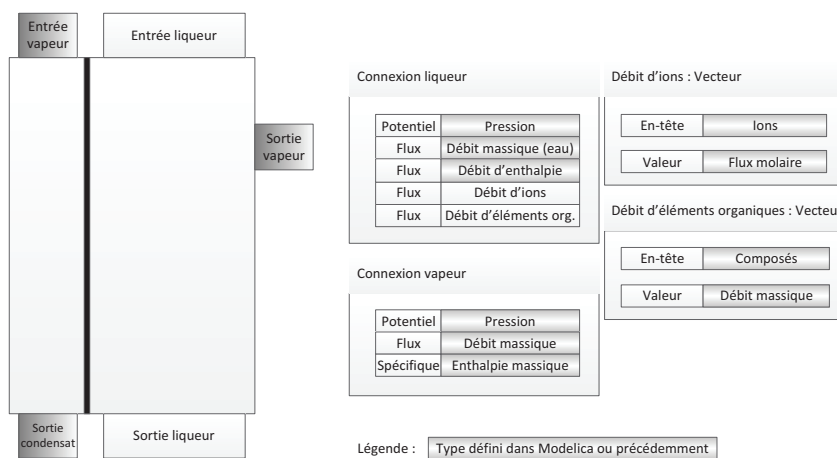 Entrée
vapeur
Entrée liqueur
Sortie
vapeur
Sortie
condensat
Sortie liqueur
Connexion liqueur
Potentiel Pression
Flux Débit massique (eau)
Flux Débit d'enthalpie
Flux Débit d'ions
Flux Débit d'éléments org.
Connexion vapeur
Potentiel Pression
Flux Débit massique
Spécifique Enthalpie massique
Débit d'ions : Vecteur
En-tête Ions
Valeur Flux molaire
Débit d'éléments organiques : Vecteur
En-tête Composés
Valeur Débit massique
Légende : Type défini dans Modelica ou précédemment